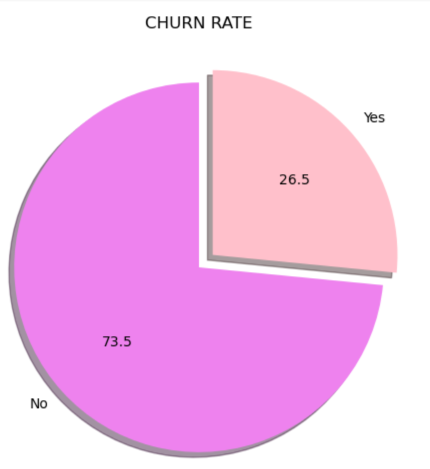 CHURN RATE
Yes
26.5
73.5
No